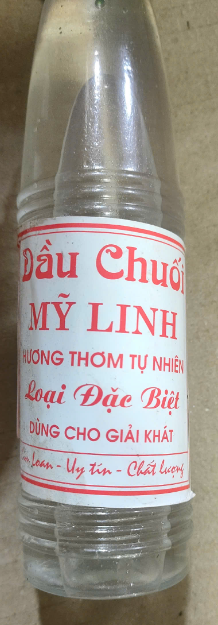 Dầu Chuối
MỸ LINH
HƯƠNG THƠM TỰ NHIÊN
Loại Đặc Biệt
DÙNG CHO GIẢI KHÁT
Loan - Uy tín - Chất lượng